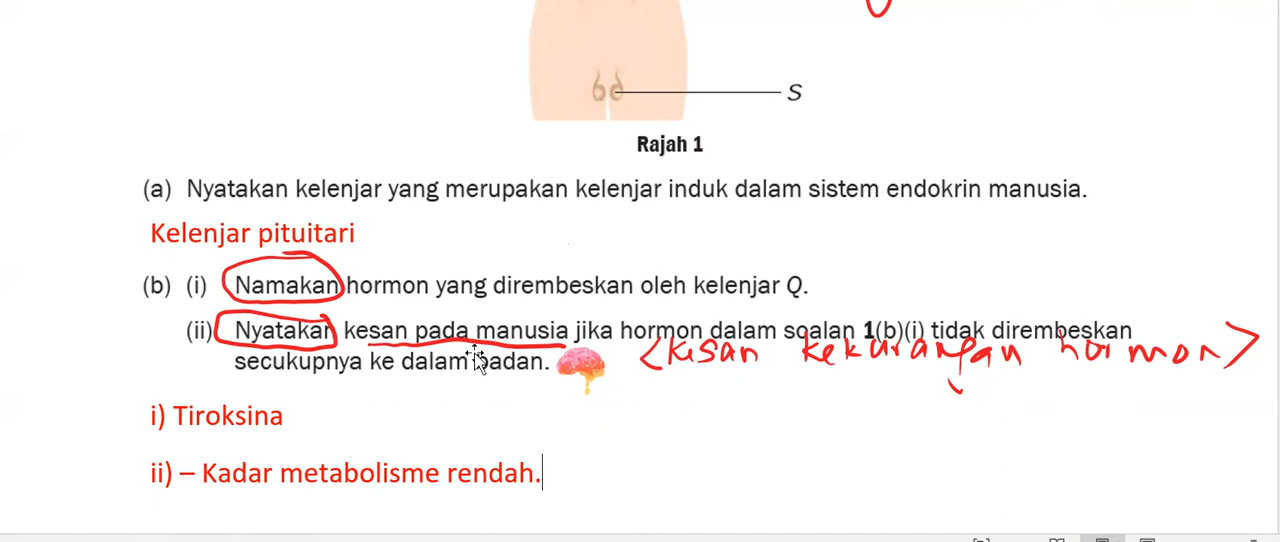 S
Rajah 1
(a) Nyatakan kelenjar yang merupakan kelenjar induk dalam sistem endokrin manusia.
Kelenjar pituitari
(b) (i) Namakan hormon yang dirembeskan oleh kelenjar Q.
(ii) Nyatakan kesan pada manusia jika hormon dalam soalan 1(b)(i) tidak dirembeskan
secukupnya ke dalam badan.
<kesan kekurangan hormon>
i) Tiroksina
ii) – Kadar metabolisme rendah.